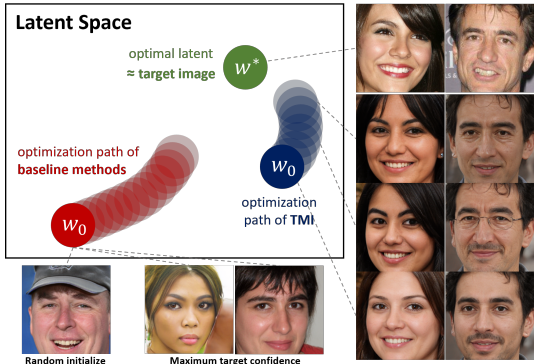 Latent Space
optimal latent
≈ target image
w*
optimization path of
baseline methods
w₀
w₀
optimization
path of TMI
Random initialize
Maximum target confidence